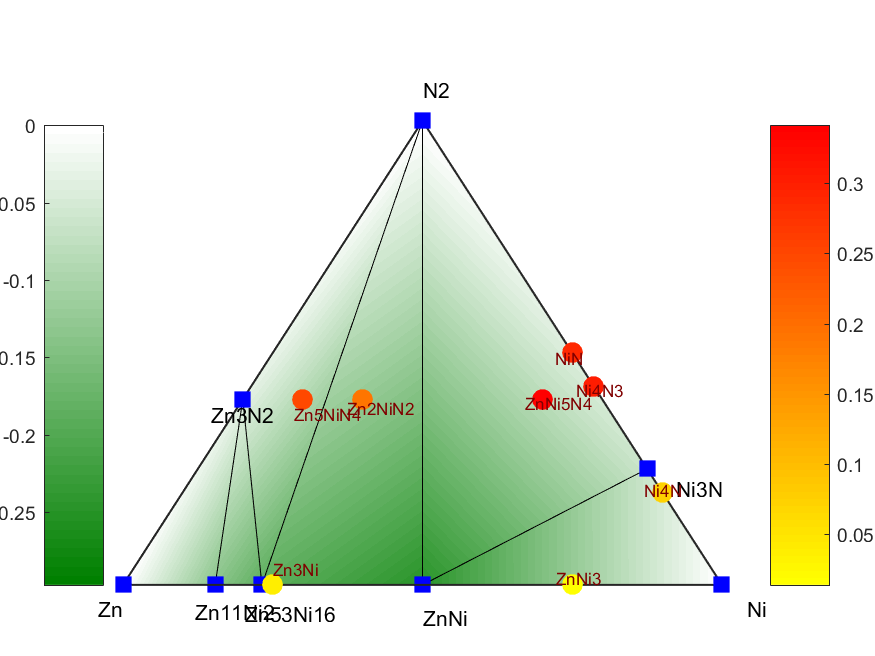 N2
0
0.05
-0.1
0.15
-0.2
0.25
0.3
0.25
0.2
0.15
0.1
0.05
NiN
Ni4N3
Zn3N2
Zn5NiN4
Zn2NiN2
ZnNi5N4
Ni4N
Ni3N
Zn3Ni
ZnNi3
Zn
Zn11Ni2
Zn53Ni16
ZnNi
Ni